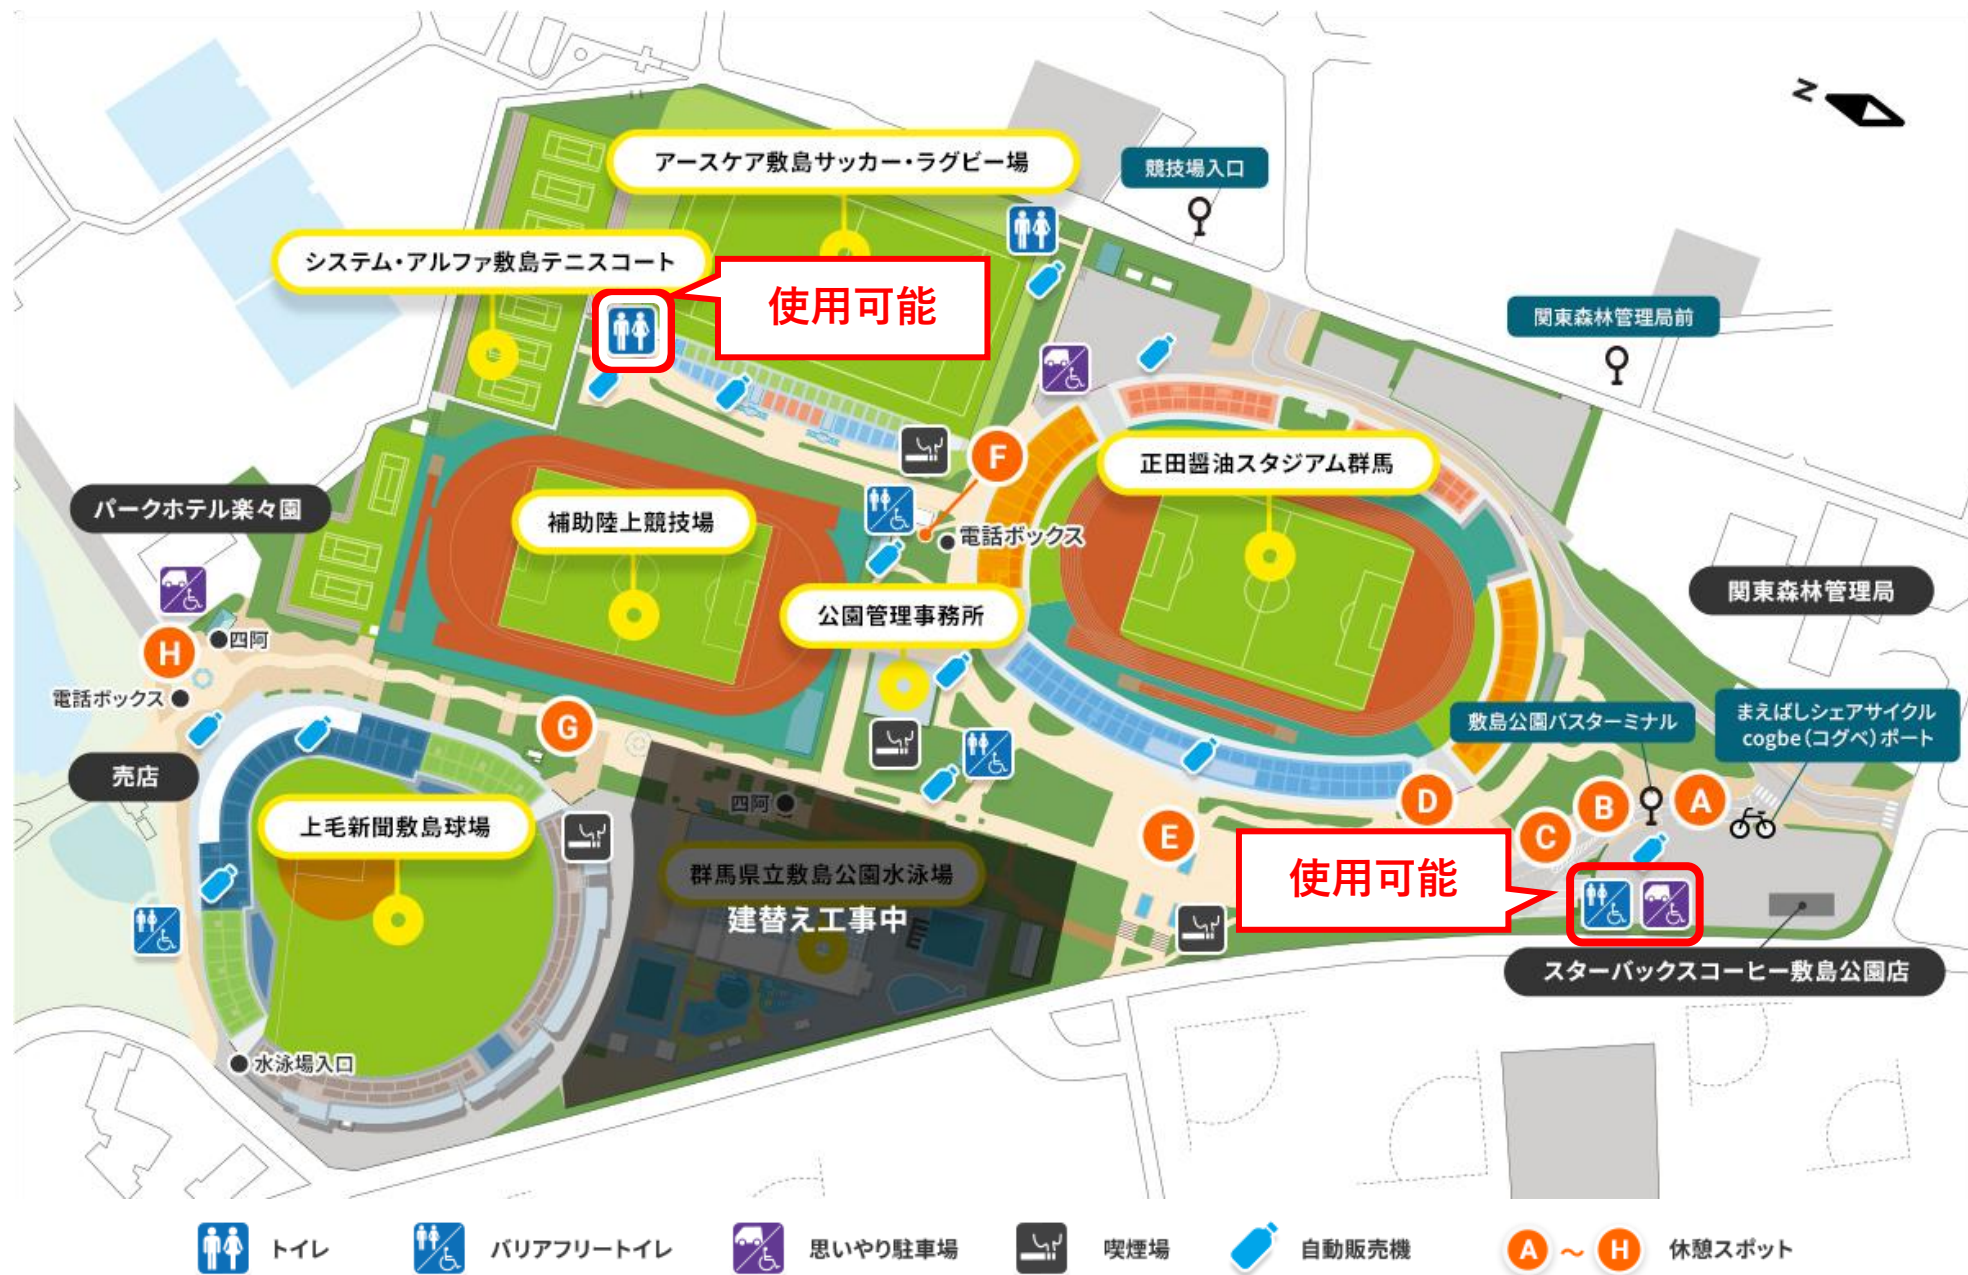 N
アースケア敷島サッカー・ラグビー場
競技場入口
システム・アルファ敷島テニスコート
使用可能
関東森林管理局前
F
正田醤油スタジアム群馬
パークホテル楽々園
補助陸上競技場
電話ボックス
関東森林管理局
公園管理事務所
H
四阿
電話ボックス
G
敷島公園バスターミナル
まえばしシェアサイクル
cogbe(コグベ)ポート
売店
四阿
D
B
A
上毛新聞敷島球場
E
C
群馬県立敷島公園水泳場
使用可能
建替え工事中
スターバックスコーヒー敷島公園店
水泳場入口
トイレ
バリアフリートイレ
思いやり駐車場
喫煙場
自動販売機
A ～ H 休憩スポット